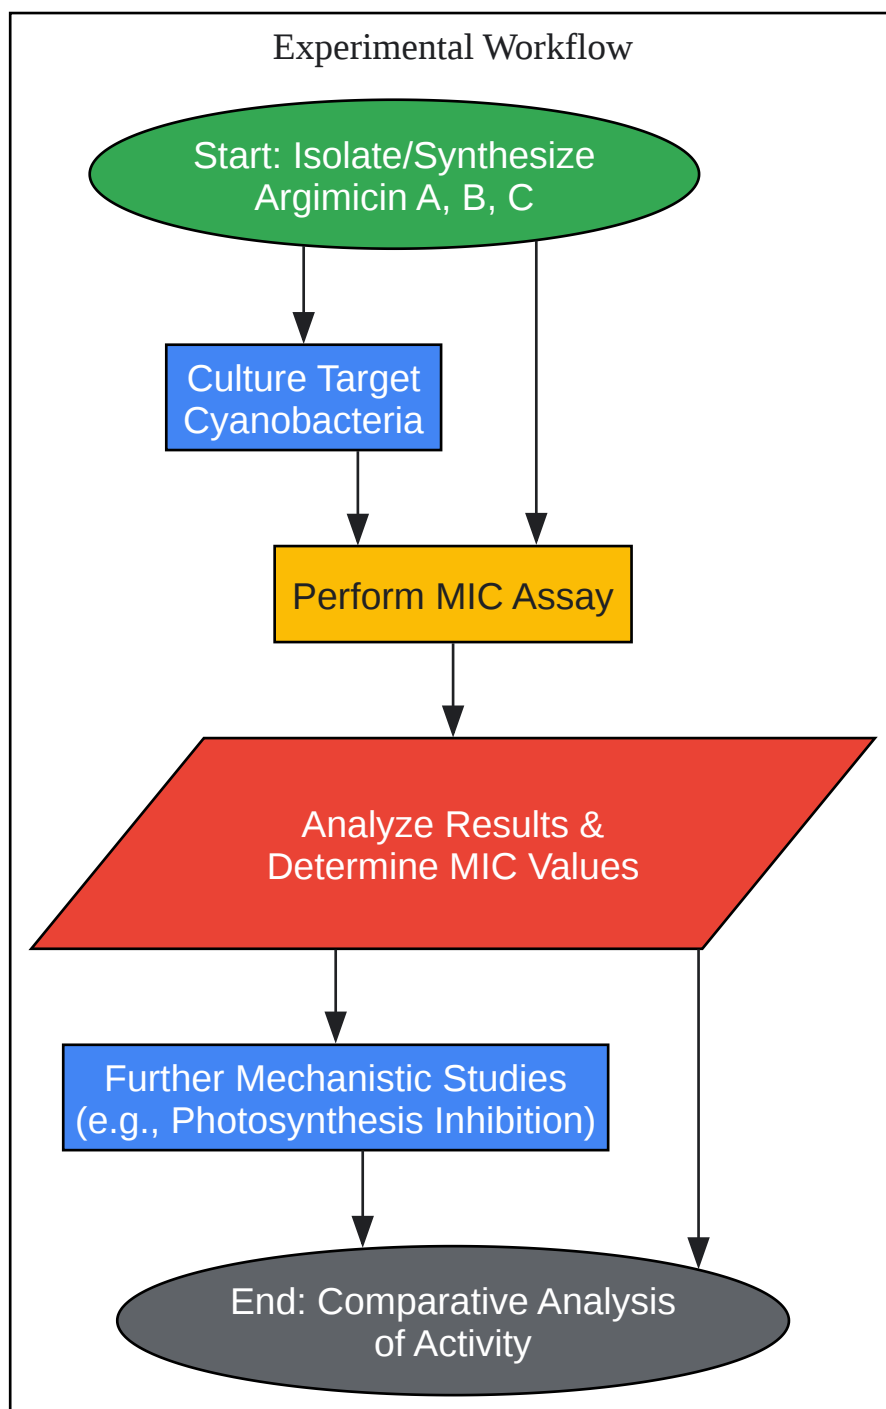 Experimental Workflow
Start: Isolate/Synthesize
Argimicin A, B, C
Culture Target
Cyanobacteria
Perform MIC Assay
Analyze Results &
Determine MIC Values
Further Mechanistic Studies
(e.g., Photosynthesis Inhibition)
End: Comparative Analysis
of Activity